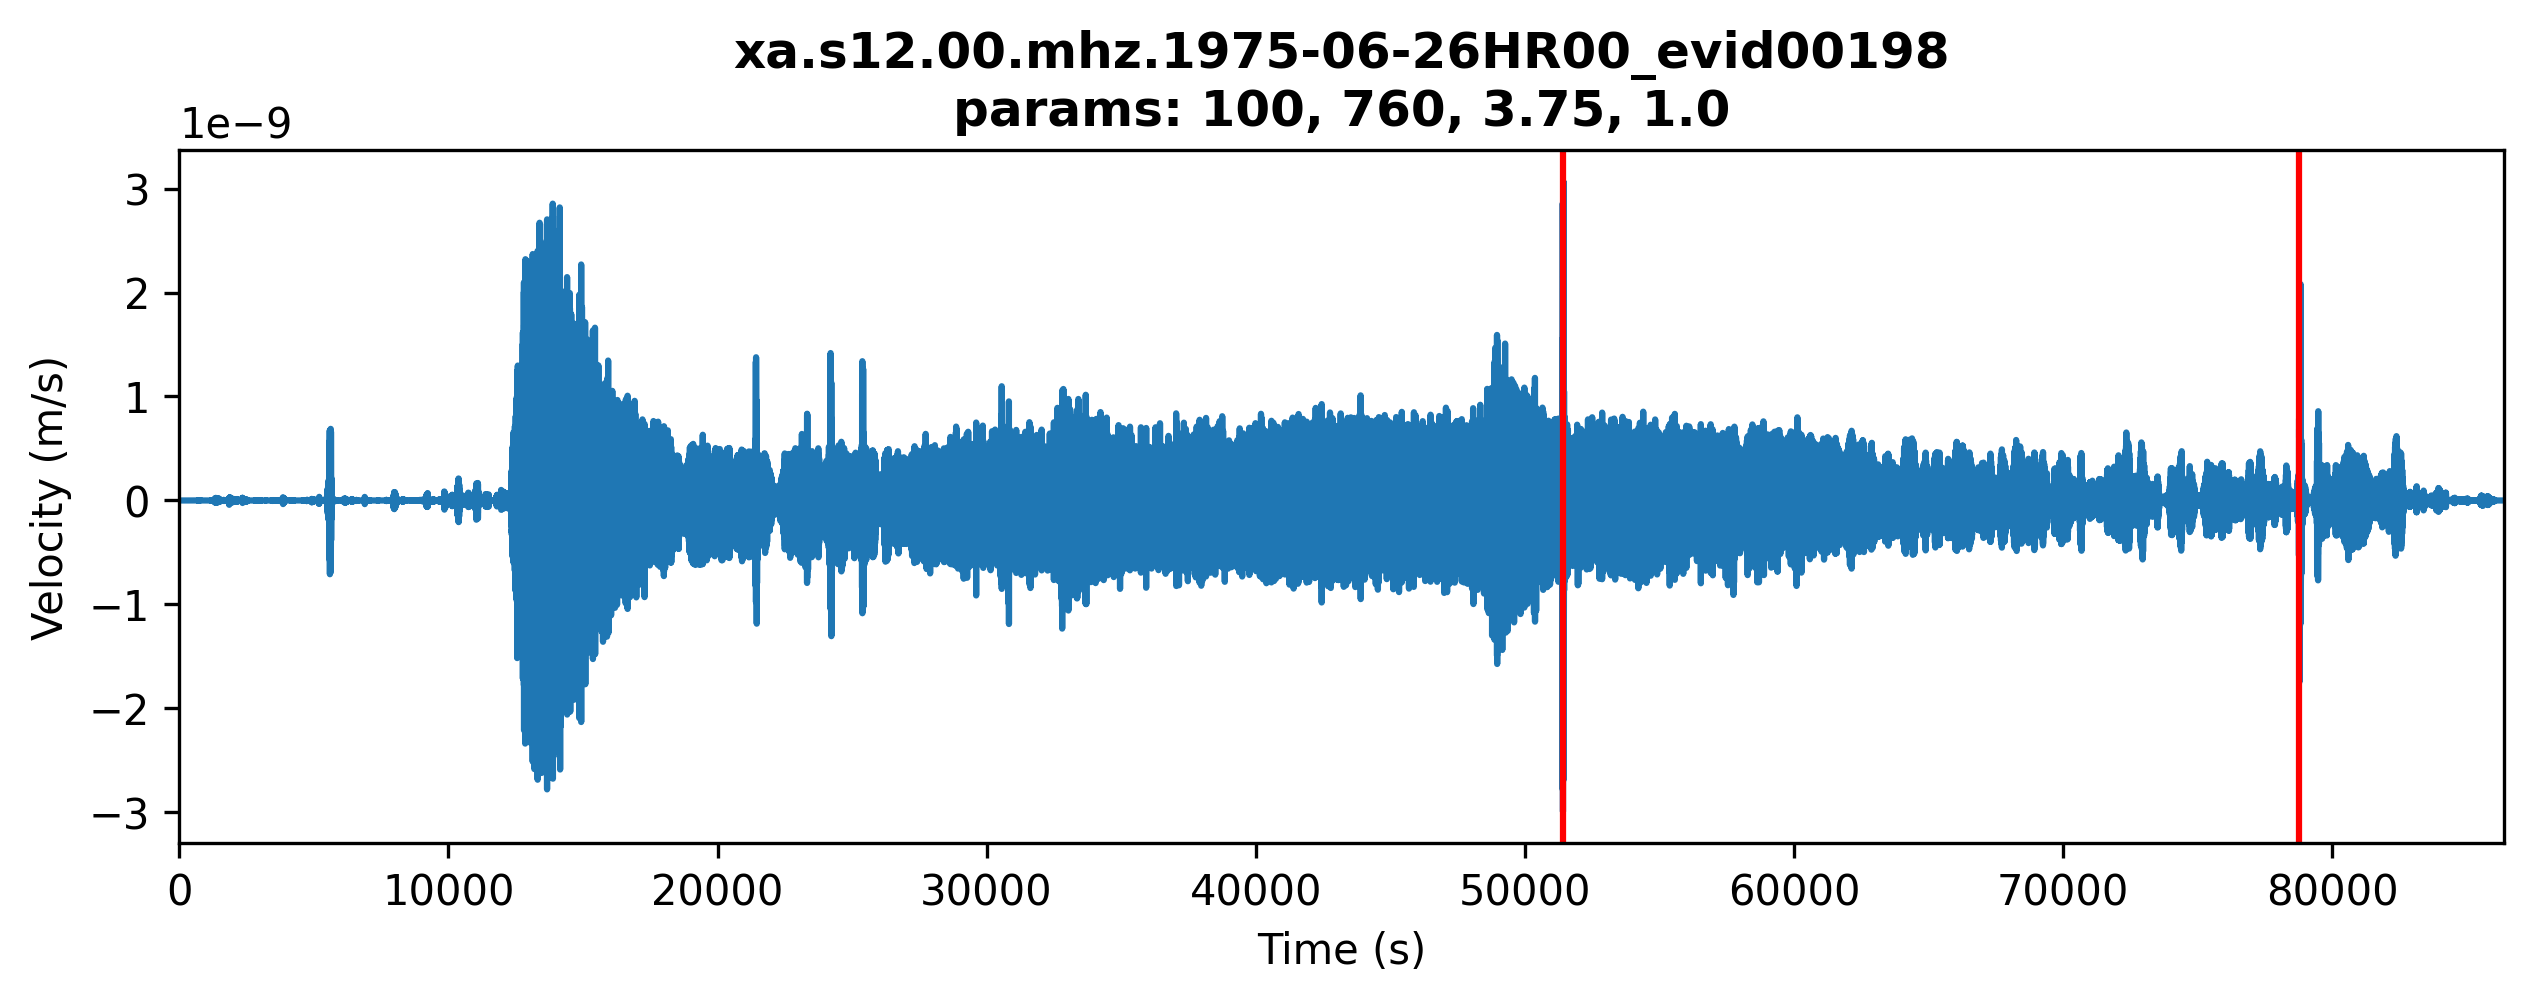 xa.s12.00.mhz.1975-06-26HR00_evid00198
params: 100, 760, 3.75, 1.0
1e−9
3
2
1
0
−1
−2
−3
Velocity (m/s)
0 10000 20000 30000 40000 50000 60000 70000 80000
Time (s)